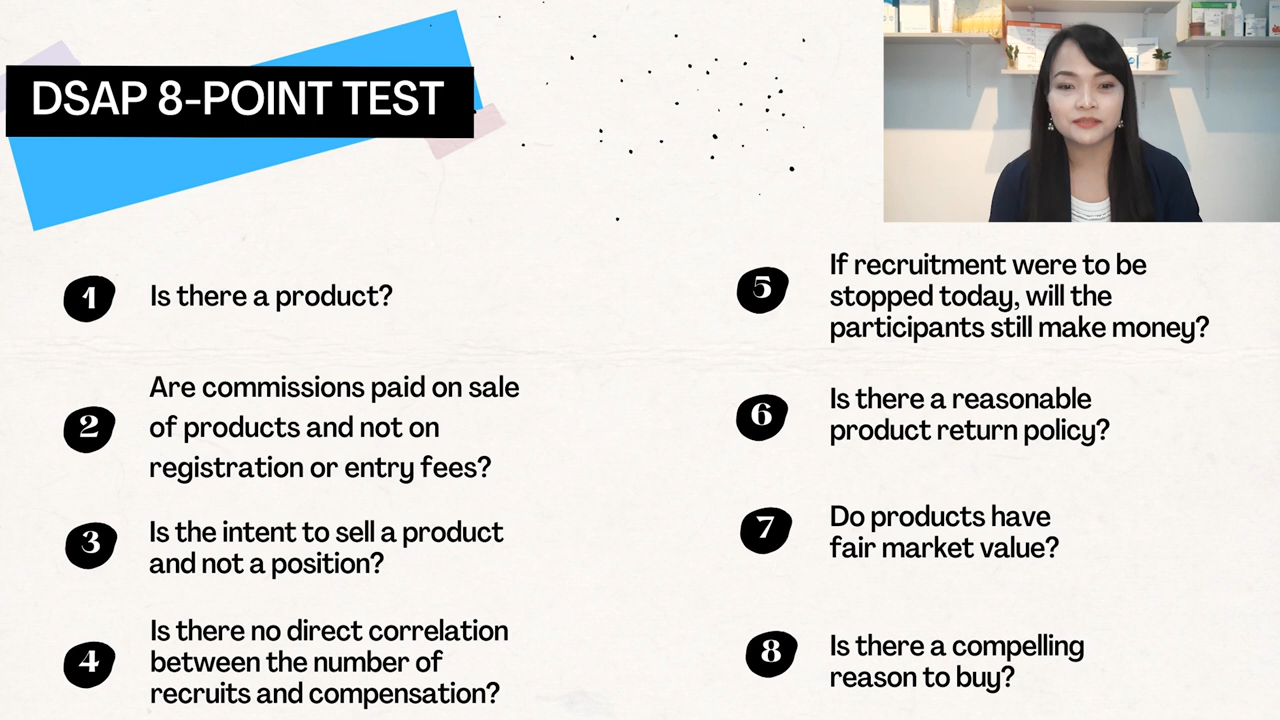 DSAP 8-POINT TEST
1
Is there a product?
2
Are commissions paid on sale
of products and not on
registration or entry fees?
3
Is the intent to sell a product
and not a position?
4
Is there no direct correlation
between the number of
recruits and compensation?
5
If recruitment were to be
stopped today, will the
participants still make money?
6
Is there a reasonable
product return policy?
7
Do products have
fair market value?
8
Is there a compelling
reason to buy?